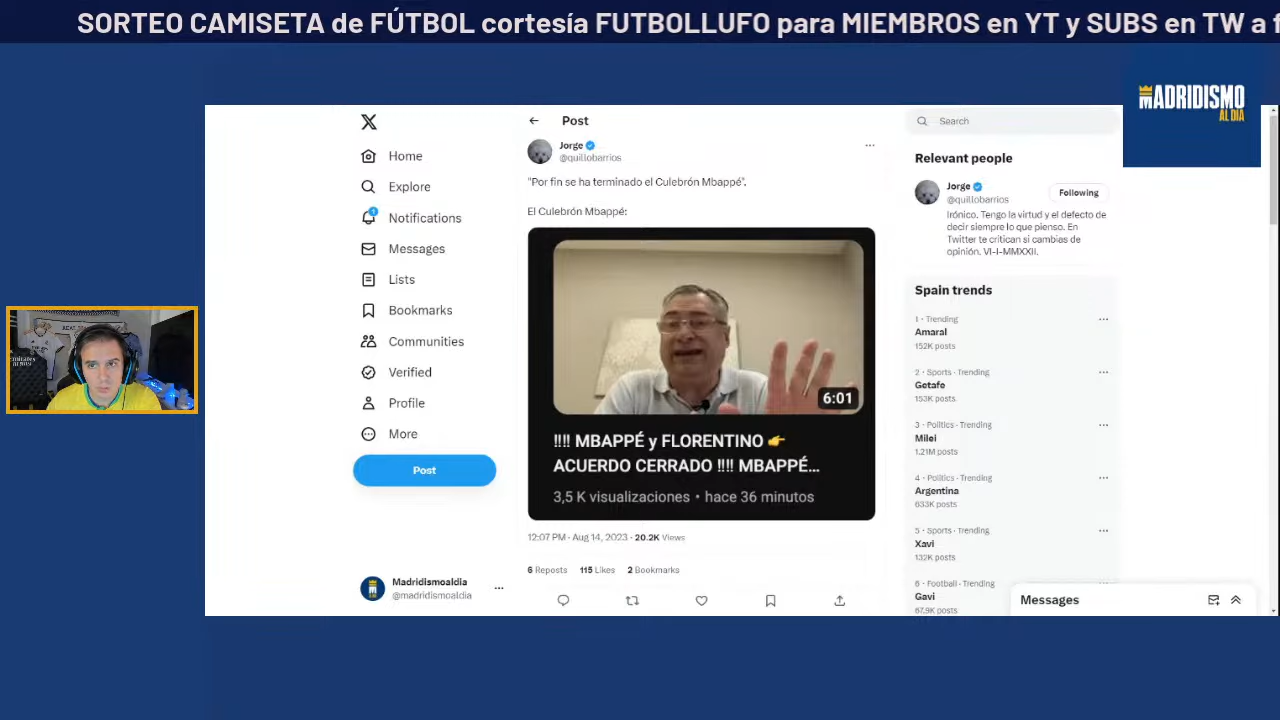 SORTEO CAMISETA de FÚTBOL cortesía FUTBOLLUFO para MIEMBROS en YT y SUBS en TW a f
MADRIDISMO
AL DIA
Home
Explore
Notifications
Messages
Lists
Bookmarks
Communities
Verified
Profile
More
Post
Madridismoaldia
@madridismoaldia
Post
Jorge
@quillobarrios
"Por fin se ha terminado el Culebrón Mbappé".
El Culebrón Mbappé:
6:01
!!!! MBAPPÉ y FLORENTINO 👉
ACUERDO CERRADO !!!! MBAPPÉ...
3,5 K visualizaciones • hace 36 minutos
12:07 PM · Aug 14, 2023 · 20.2K Views
6 Reposts 115 Likes 2 Bookmarks
Search
Relevant people
Jorge
@quillobarrios
Following
Irónico. Tengo la virtud y el defecto de
decir siempre lo que pienso. En
Twitter te critican si cambias de
opinión. VI-I-MMXXII.
Spain trends
1 · Trending
Amaral
152K posts
2 · Sports · Trending
Getafe
153K posts
3 · Politics · Trending
Milei
1.21M posts
4 · Politics · Trending
Argentina
633K posts
5 · Sports · Trending
Xavi
132K posts
6 · Football · Trending
Gavi
67.9K posts
Messages